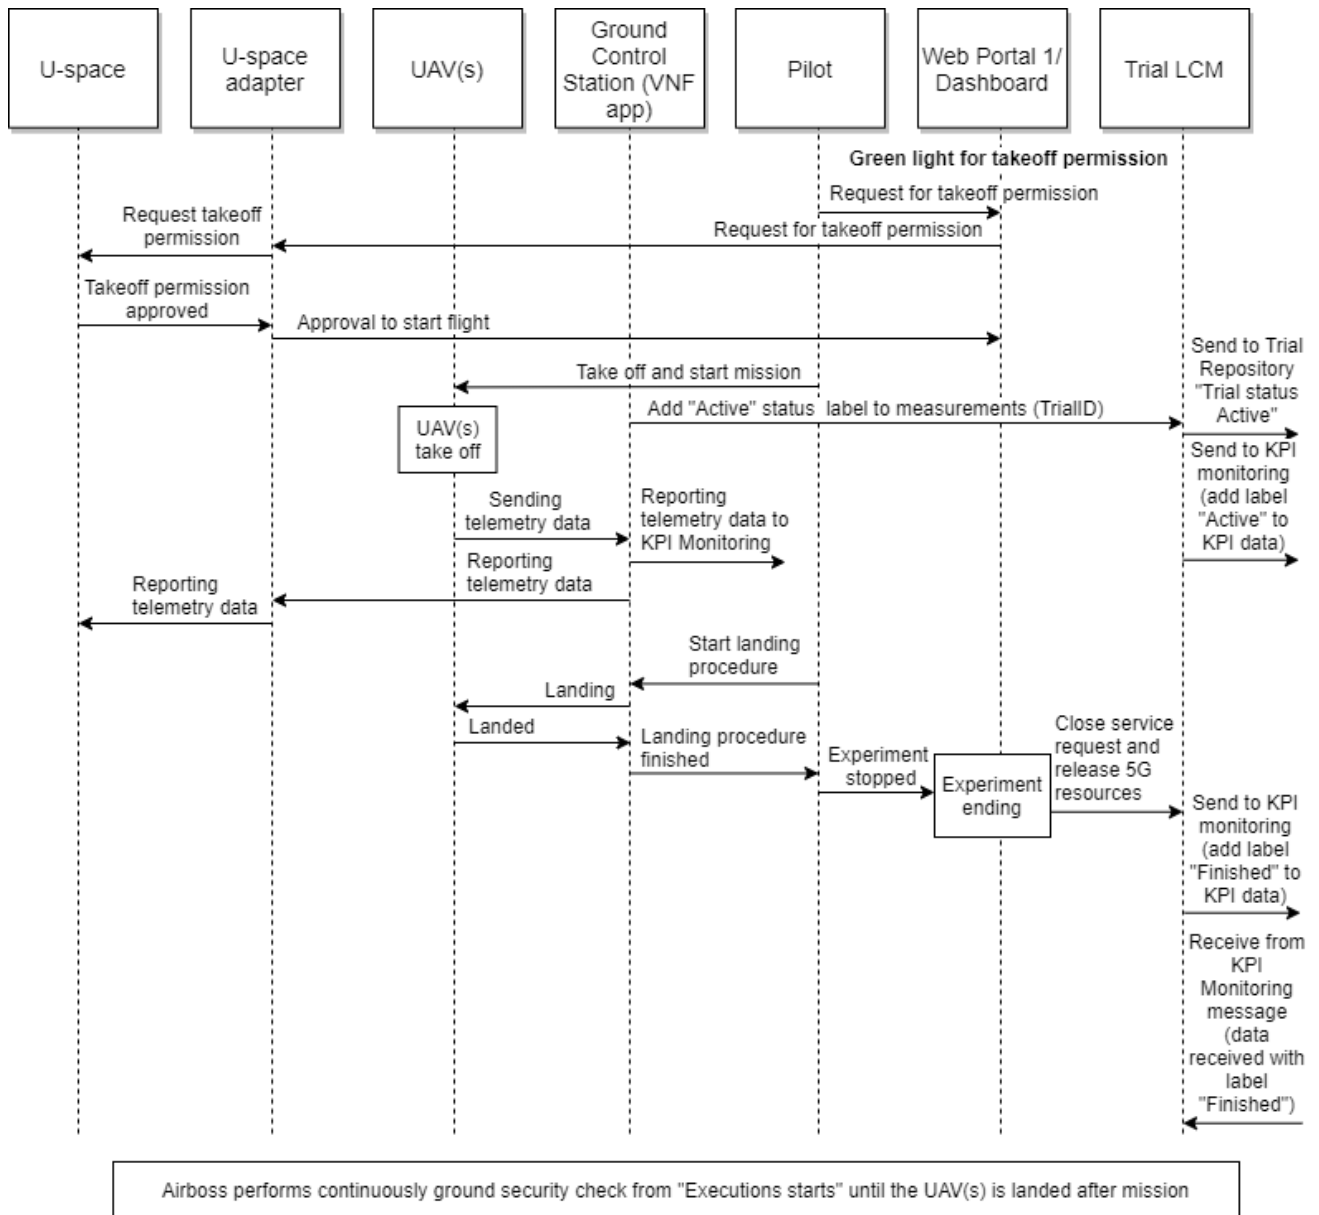 U-space
U-space
adapter
UAV(s)
Ground
Control
Station (VNF
app)
Pilot
Web Portal 1/
Dashboard
Trial LCM
Green light for takeoff permission
Request for takeoff permission
Request for takeoff permission
Request takeoff
permission
Takeoff permission
approved
Approval to start flight
Take off and start mission
Send to Trial
Repository
"Trial status
Active"
Add "Active" status label to measurements (TrialID)
UAV(s)
take off
Send to KPI
monitoring
(add label
"Active" to
KPI data)
Sending
telemetry data
Reporting
telemetry data to
KPI Monitoring
Reporting
telemetry data
Reporting
telemetry data
Start landing
procedure
Landing
Landed
Landing procedure
finished
Experiment
stopped
Experiment
ending
Close service
request and
release 5G
resources
Send to KPI
monitoring
(add label
"Finished" to
KPI data)
Receive from
KPI
Monitoring
message
(data
received with
label
"Finished")
Airboss performs continuously ground security check from "Executions starts" until the UAV(s) is landed after mission